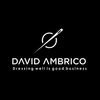 DAVID AMBRICO
Dressing well is good business